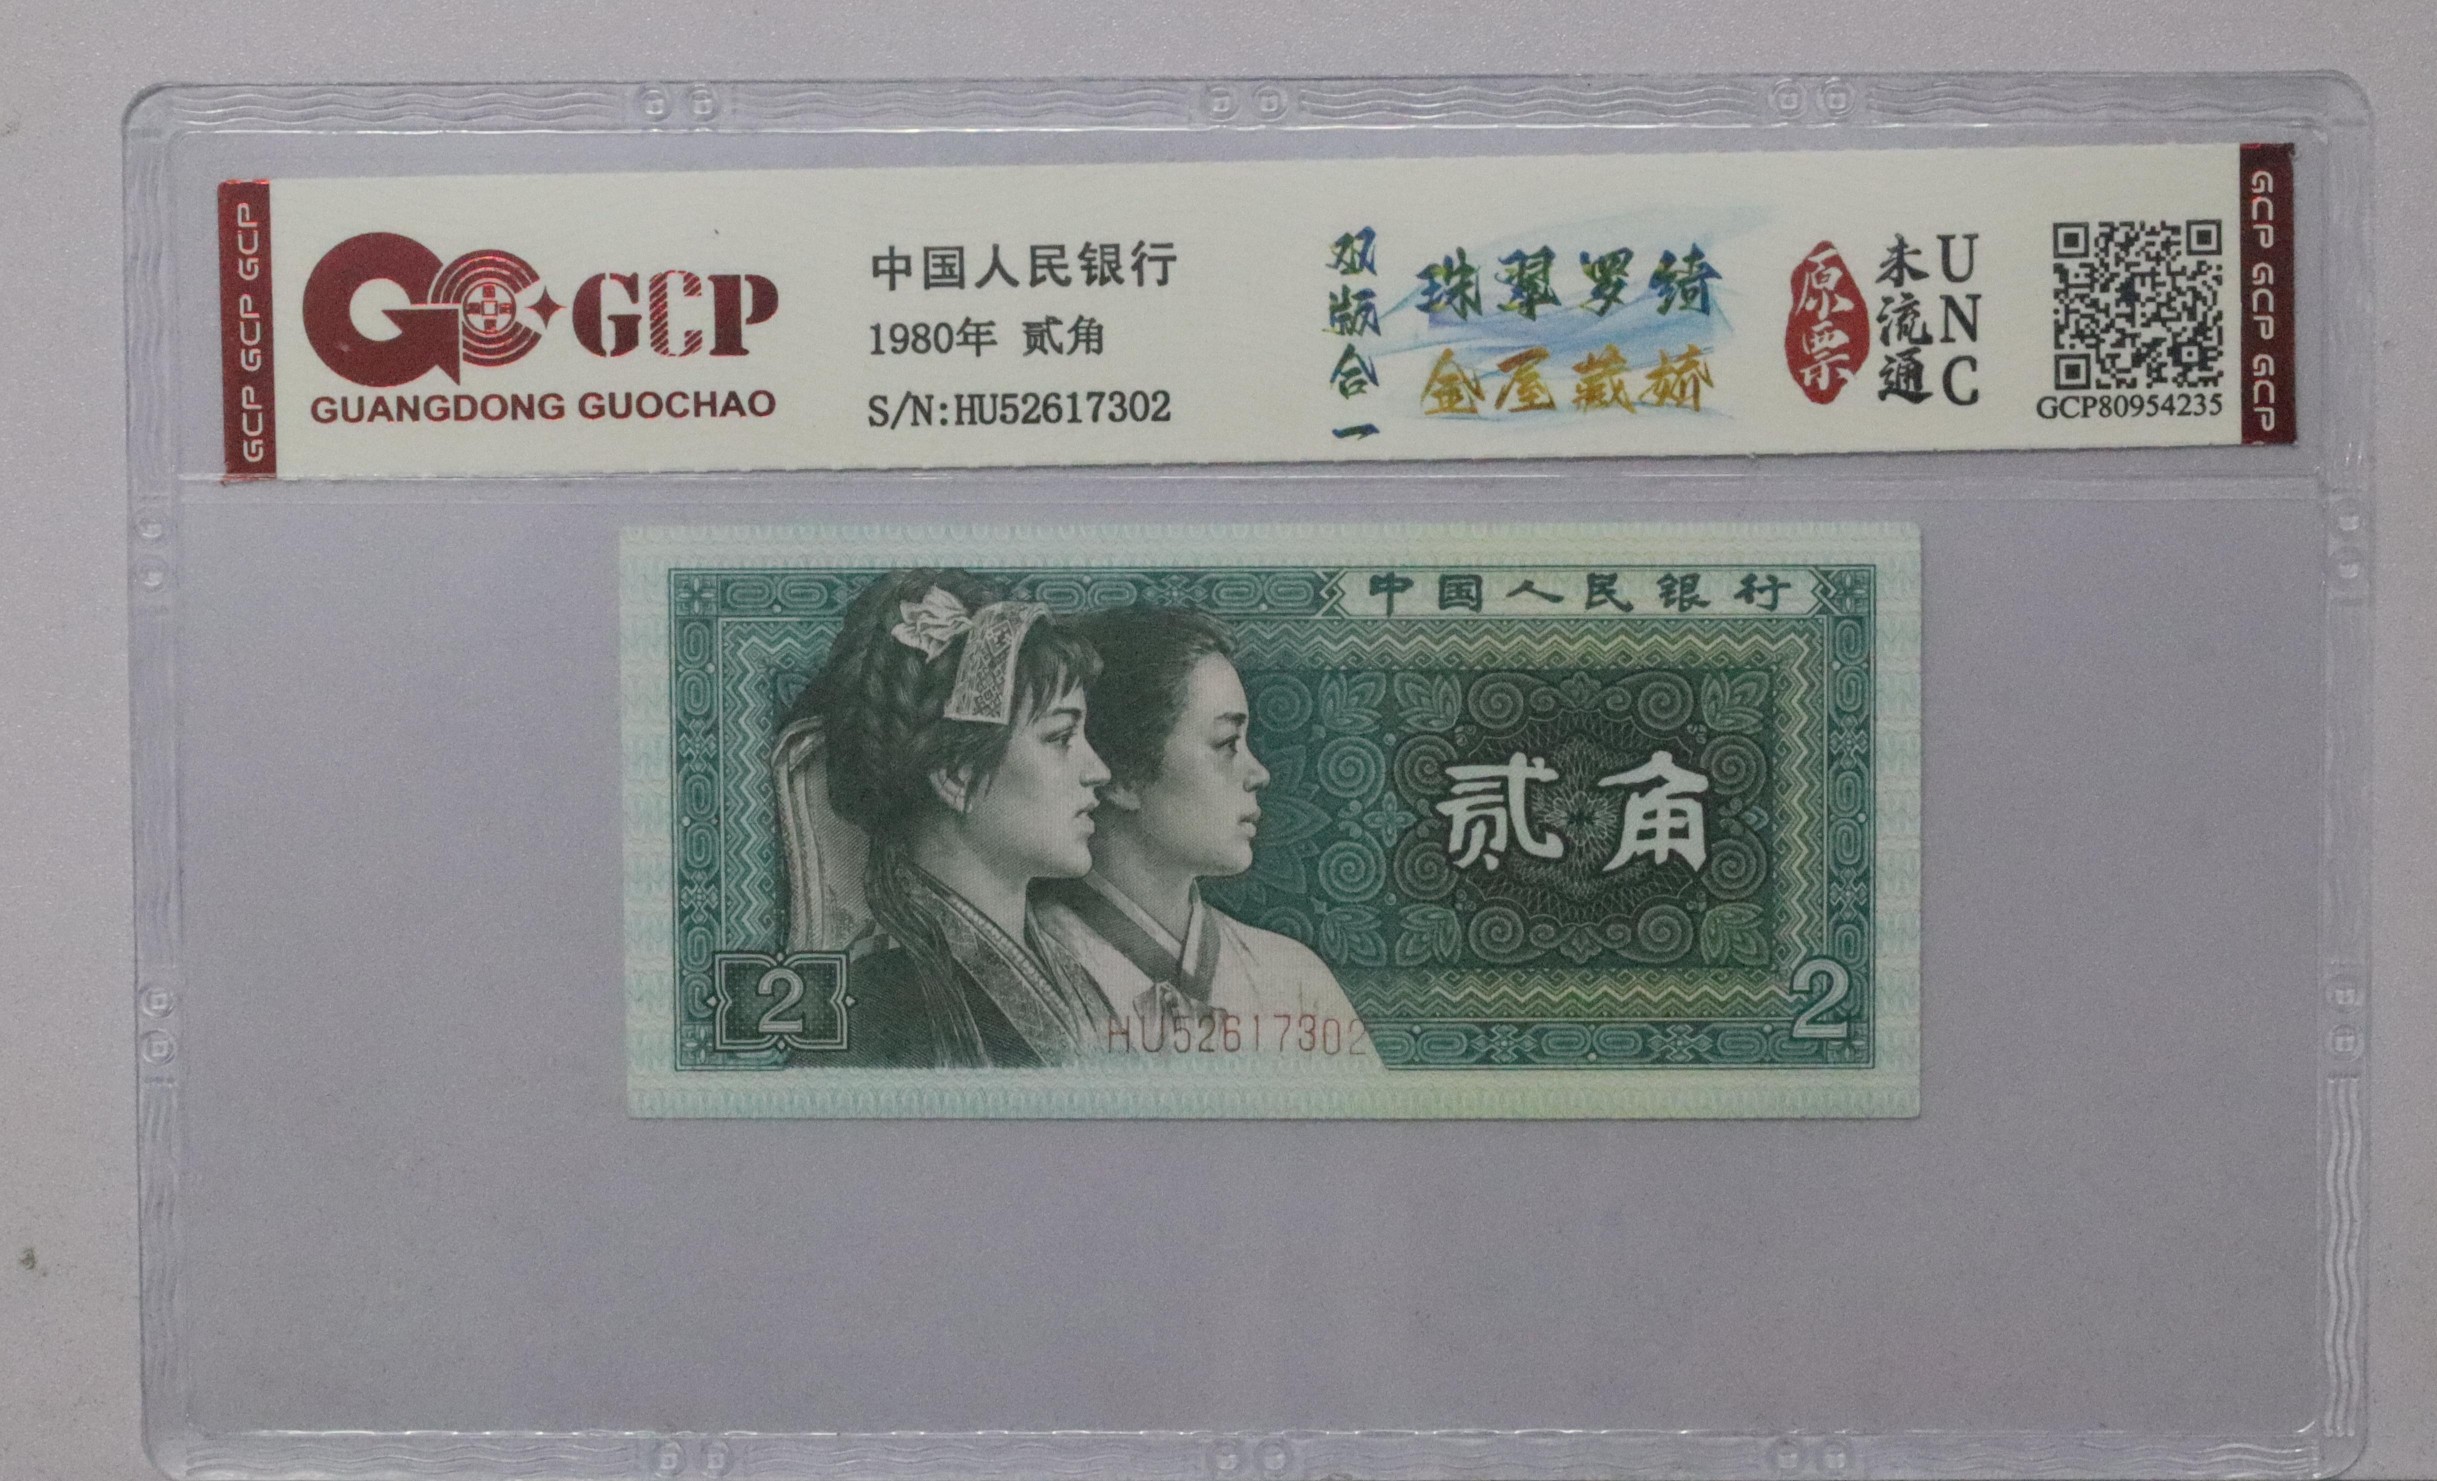 GCP GCP GCP
GCP
GUANGDONG GUOCHAO
中国人民银行
1980年 贰角
S/N:HU52617302
双版合一
珠翠罗绮
金屋藏娇
原票
未流通
UNC
GCP80954235
GCP GCP GCP
中国人民银行
贰角
2
2
HU52617302